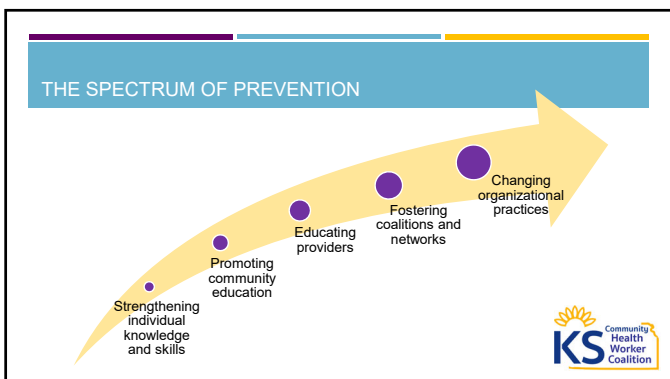 THE SPECTRUM OF PREVENTION
Strengthening
individual
knowledge
and skills
Promoting
community
education
Educating
providers
Fostering
coalitions and
networks
Changing
organizational
practices
KS
Community
Health
Worker
Coalition